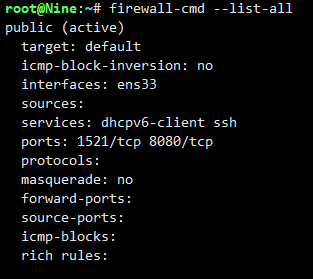 root@Nine:~# firewall-cmd --list-all
public (active)
  target: default
  icmp-block-inversion: no
  interfaces: ens33
  sources:
  services: dhcpv6-client ssh
  ports: 1521/tcp 8080/tcp
  protocols:
  masquerade: no
  forward-ports:
  source-ports:
  icmp-blocks:
  rich rules: